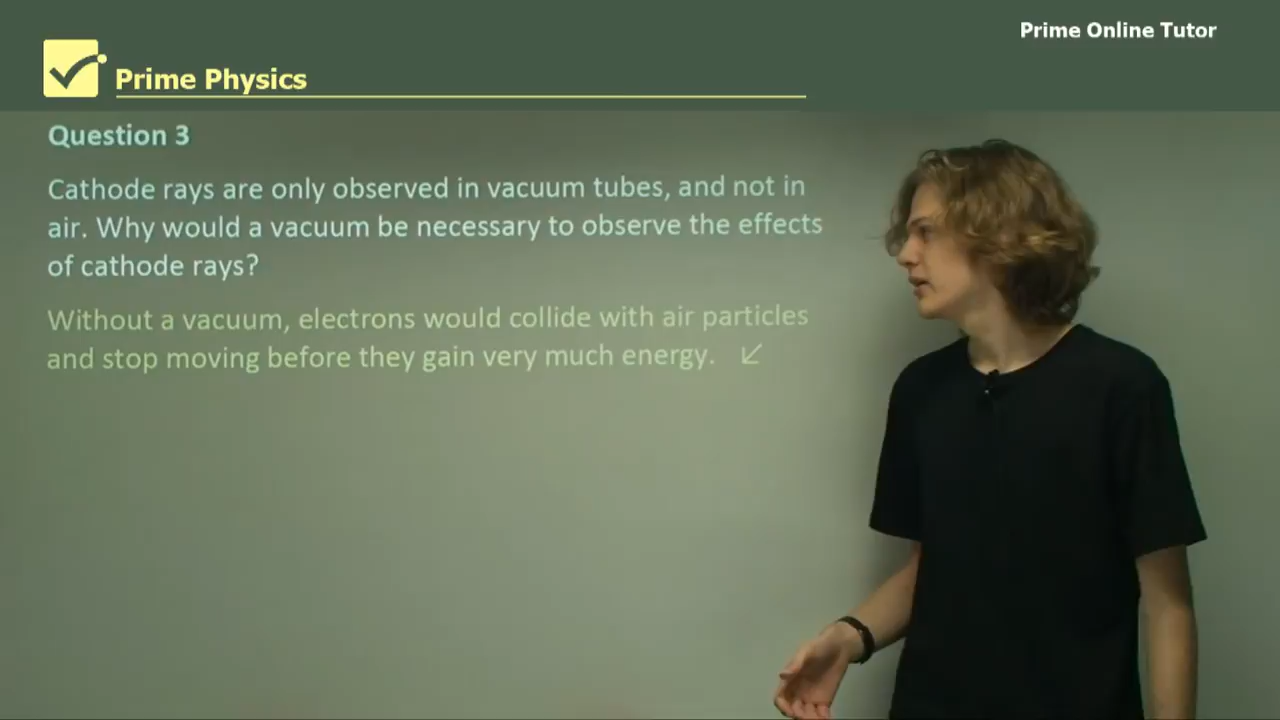 Prime Online Tutor
Prime Physics
Question 3
Cathode rays are only observed in vacuum tubes, and not in
air. Why would a vacuum be necessary to observe the effects
of cathode rays?
Without a vacuum, electrons would collide with air particles
and stop moving before they gain very much energy.